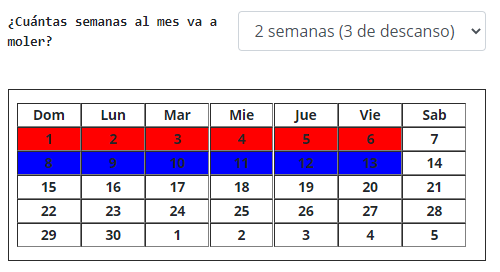 ¿Cuántas semanas al mes va a
moler?
2 semanas (3 de descanso)
Dom Lun Mar Mie Jue Vie Sab
1 2 3 4 5 6 7
8 9 10 11 12 13 14
15 16 17 18 19 20 21
22 23 24 25 26 27 28
29 30 1 2 3 4 5